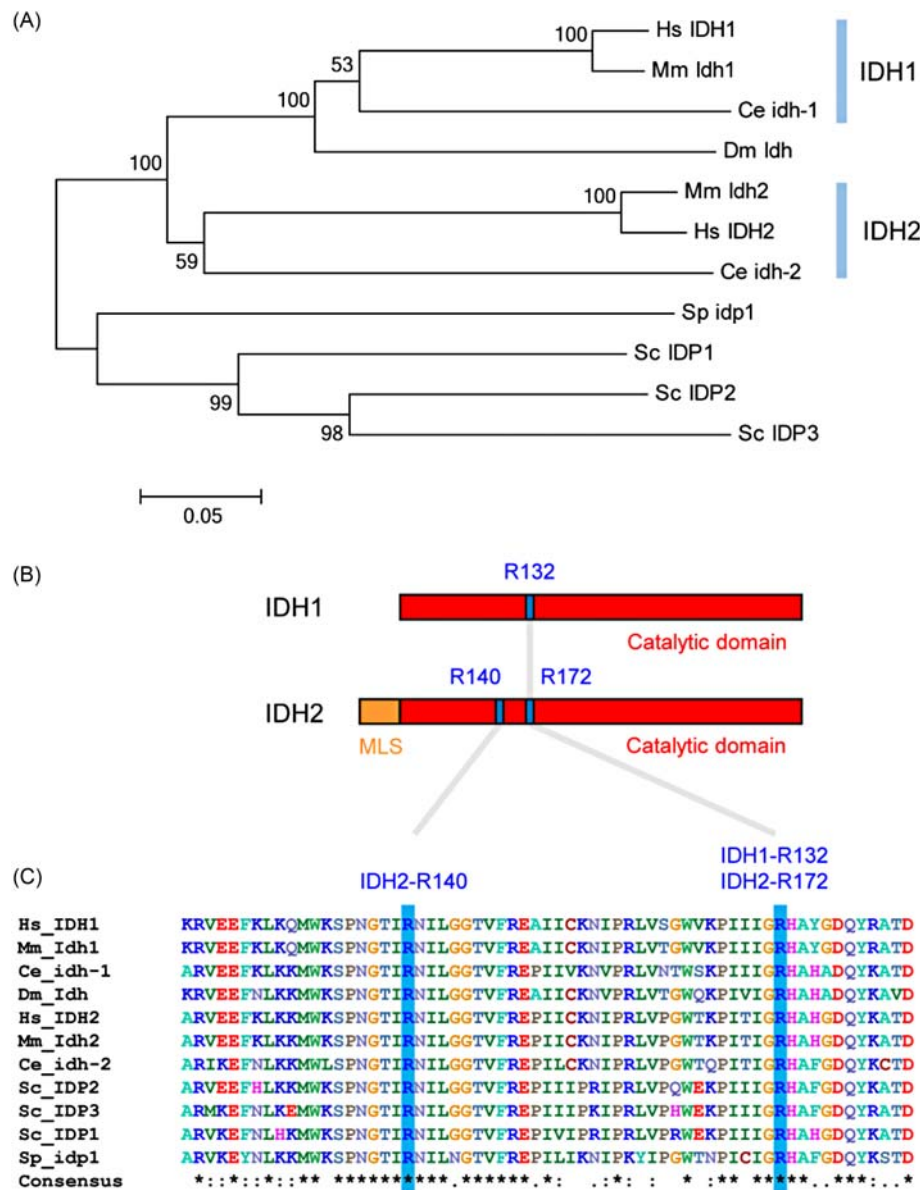 (A)
100
Hs IDH1
Mm Idh1
53
Ce idh-1
100
Dm Idh
100
Mm Idh2
100
Hs IDH2
59
Ce idh-2
IDH1
IDH2
Sp idp1
Sc IDP1
99
Sc IDP2
98
Sc IDP3
0.05
(B)
R132
IDH1
Catalytic domain
R140 R172
IDH2
MLS
Catalytic domain
(C)
IDH2-R140
IDH1-R132
IDH2-R172
Hs_IDH1 KRVEEFKLKQMWKSPNGTIRNILGGTVFREAIICKNIPRLVSGWVKPIIIGRHAYGDQYRATD
Mm_Idh1 KRVEEFKLKQMWKSPNGTIRNILGGTVFREAIICKNIPRLVTGWVKPIIIGRHAYGDQYRATD
Ce_idh-1 ARVEEFKLKKMWKSPNGTIRNILGGTVFREPIIVKNVPRLVNTWSKPIIIGRHAHADQYKATD
Dm_Idh ARVEEFNLKKMWKSPNGTIRNILGGTVFREAIICKNVPRLVTGWQKPIVIGRHAHADQYKAVD
Hs_IDH2 ARVEEFKLKKMWKSPNGTIRNILGGTVFREPIICKNIPRLVPGWTKPITIGRHAHGDQYKATD
Mm_Idh2 ARVEEFKLKKMWKSPNGTIRNILGGTVFREPIICKNIPRLVPGWTKPITIGRHAHGDQYKATD
Ce_idh-2 ARIKEFNLKKMWLSPNGTIRNILGGTVFREPILCKNIPRLVPGWTQPITIGRHAFGDQYKCTD
Sc_IDP2 ARVEEFHLKKMWKSPNGTIRNILGGTVFREPIIIPRIPRLVPQWEKPIIIGRHAFGDQYKATD
Sc_IDP3 ARMKEFNLKEMWKSPNGTIRNILGGTVFREPIIIPKIPRLVPHWEKPIIIGRHAFGDQYRATD
Sc_IDP1 ARVKEFNLHKMWKSPNGTIRNILGGTVFREPIVIPRIPRLVPRWEKPIIIGRHAHGDQYKATD
Sp_idp1 ARVKEYNLKKMWKSPNGTIRNILNGTVFREPILIKNIPKYIPGWTNPICIGRHAFGDQYKSTD
Consensus